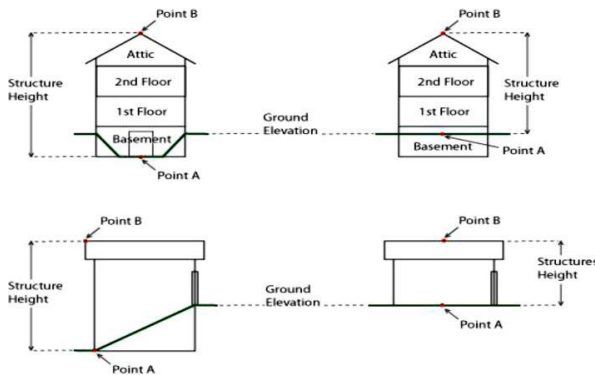 Point B
Attic
2nd Floor
1st Floor
Basement
Structure
Height
Point A
Ground
Elevation
Point B
Attic
2nd Floor
1st Floor
Basement
Structure
Height
Point A
Point B
Structure
Height
Point A
Ground
Elevation
Point B
Structures
Height
Point A